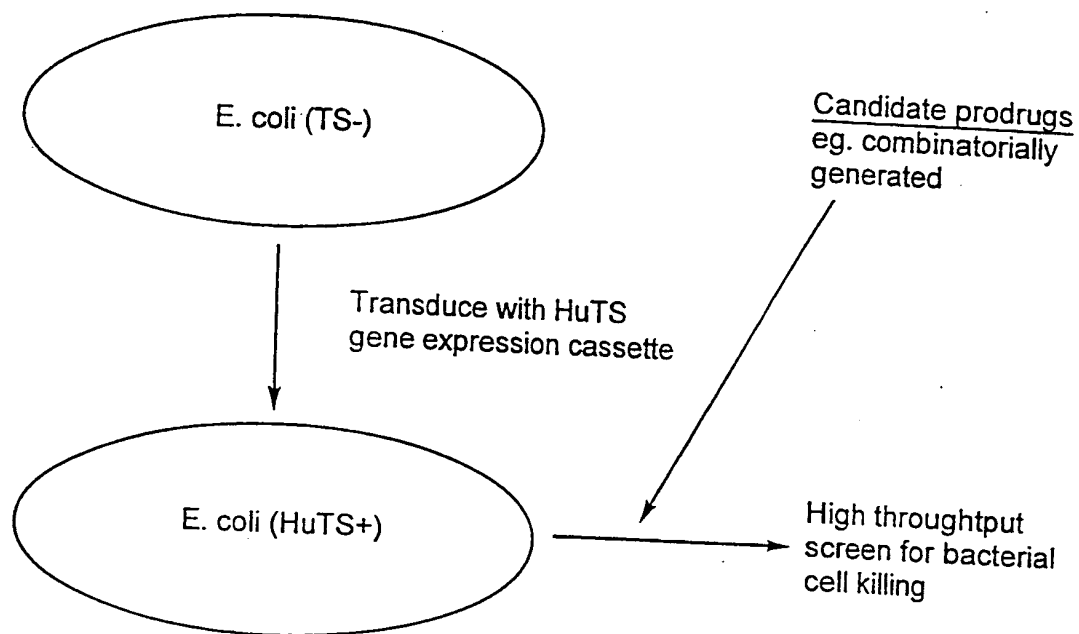 E. coli (TS-)
Candidate prodrugs
eg. combinatorially
generated
Transduce with HuTS
gene expression cassette
E. coli (HuTS+)
High throughtput
screen for bacterial
cell killing